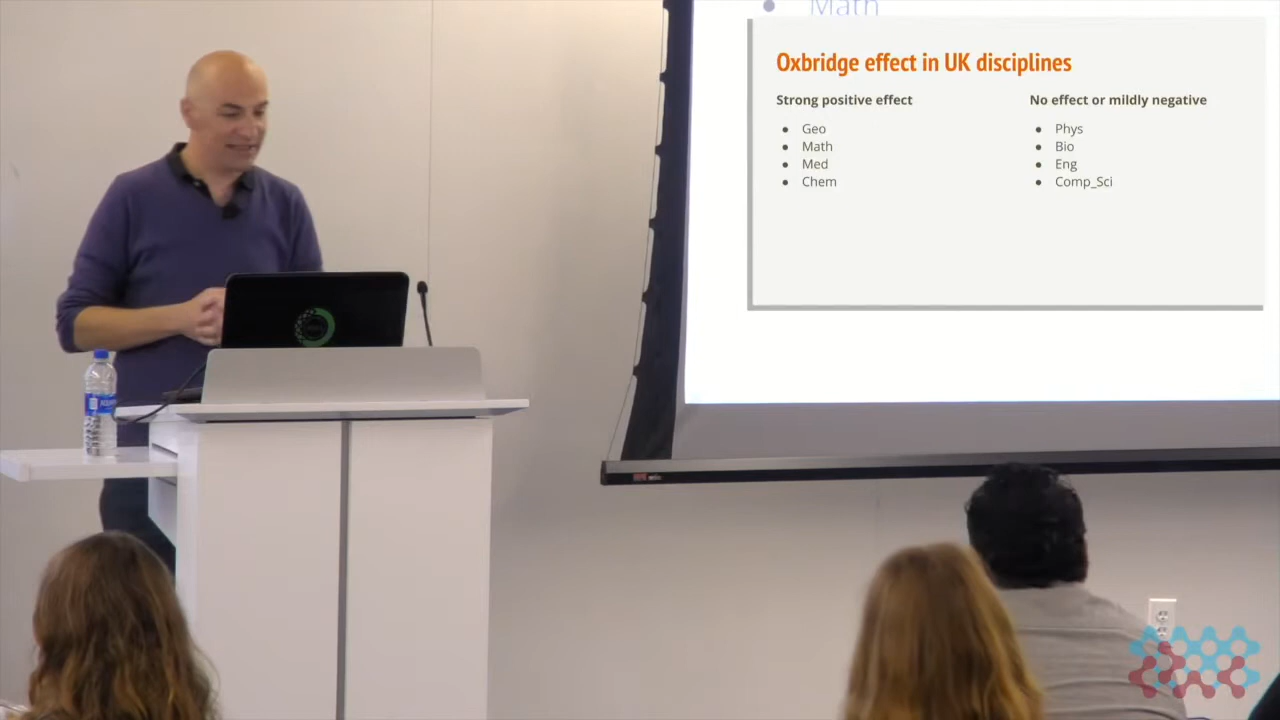 Math
Oxbridge effect in UK disciplines
Strong positive effect
No effect or mildly negative
Geo
Math
Med
Chem
Phys
Bio
Eng
Comp_Sci